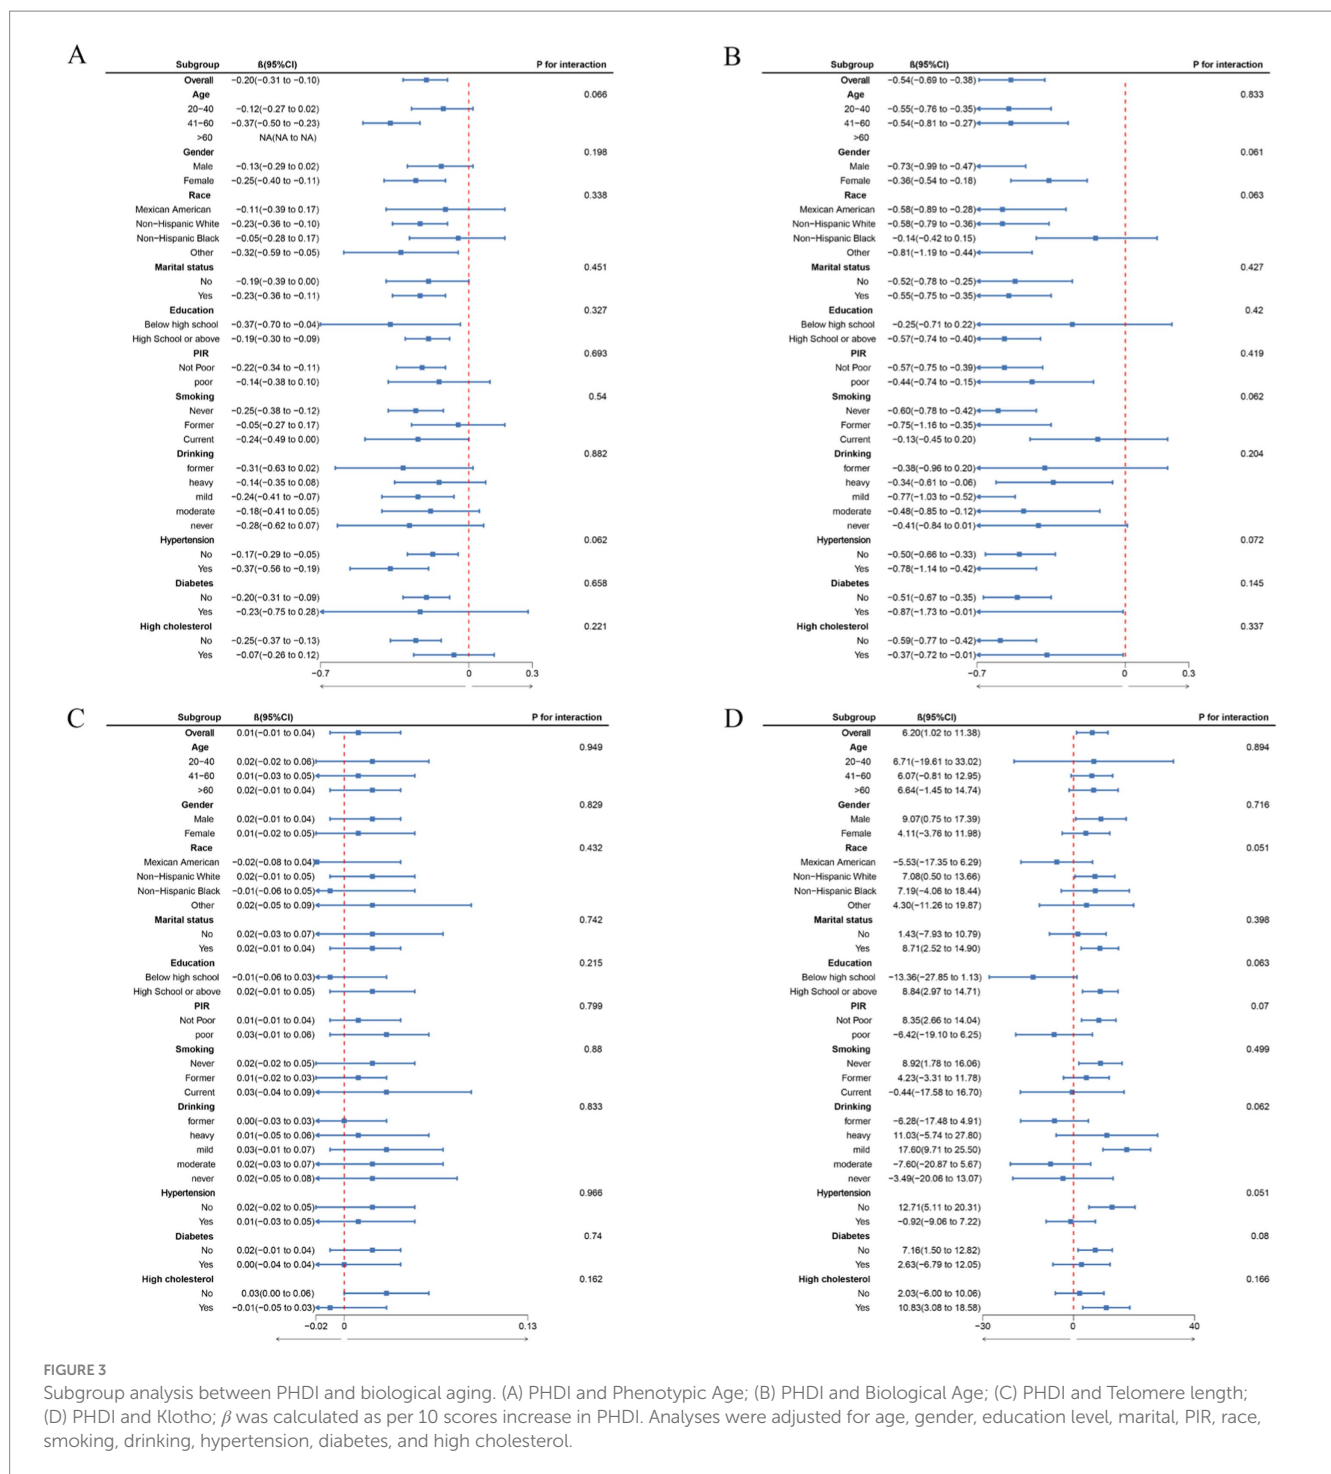 A
Subgroup ß(95%CI) P for interaction
Overall −0.20(−0.31 to −0.10)
Age 0.066
20−40 −0.12(−0.27 to 0.02)
41−60 −0.37(−0.50 to −0.23)
>60 NA(NA to NA)
Gender 0.198
Male −0.13(−0.29 to 0.02)
Female −0.25(−0.40 to −0.11)
Race 0.338
Mexican American −0.11(−0.39 to 0.17)
Non−Hispanic White −0.23(−0.36 to −0.10)
Non−Hispanic Black −0.05(−0.28 to 0.17)
Other −0.32(−0.59 to −0.05)
Marital status 0.451
No −0.19(−0.39 to 0.00)
Yes −0.23(−0.36 to −0.11)
Education 0.327
Below high school −0.37(−0.70 to −0.04)
High School or above −0.19(−0.30 to −0.09)
PIR 0.693
Not Poor −0.22(−0.34 to −0.11)
poor −0.14(−0.38 to 0.10)
Smoking 0.54
Never −0.25(−0.38 to −0.12)
Former −0.05(−0.27 to 0.17)
Current −0.24(−0.49 to 0.00)
Drinking 0.882
former −0.31(−0.63 to 0.02)
heavy −0.14(−0.35 to 0.08)
mild −0.24(−0.41 to −0.07)
moderate −0.18(−0.41 to 0.05)
never −0.28(−0.62 to 0.07)
Hypertension 0.062
No −0.17(−0.29 to −0.05)
Yes −0.37(−0.56 to −0.19)
Diabetes 0.658
No −0.20(−0.31 to −0.09)
Yes −0.23(−0.75 to 0.28)
High cholesterol 0.221
No −0.25(−0.37 to −0.13)
Yes −0.07(−0.26 to 0.12)
−0.7 0 0.3
B
Subgroup ß(95%CI) P for interaction
Overall −0.54(−0.69 to −0.38)
Age 0.833
20−40 −0.55(−0.76 to −0.35)
41−60 −0.54(−0.81 to −0.27)
>60
Gender 0.061
Male −0.73(−0.99 to −0.47)
Female −0.36(−0.54 to −0.18)
Race 0.063
Mexican American −0.58(−0.89 to −0.28)
Non−Hispanic White −0.58(−0.79 to −0.36)
Non−Hispanic Black −0.14(−0.42 to 0.15)
Other −0.81(−1.19 to −0.44)
Marital status 0.427
No −0.52(−0.78 to −0.25)
Yes −0.55(−0.75 to −0.35)
Education 0.42
Below high school −0.25(−0.71 to 0.22)
High School or above −0.57(−0.74 to −0.40)
PIR 0.419
Not Poor −0.57(−0.75 to −0.39)
poor −0.44(−0.74 to −0.15)
Smoking 0.062
Never −0.60(−0.78 to −0.42)
Former −0.75(−1.16 to −0.35)
Current −0.13(−0.45 to 0.20)
Drinking 0.204
former −0.38(−0.96 to 0.20)
heavy −0.34(−0.61 to −0.06)
mild −0.77(−1.03 to −0.52)
moderate −0.48(−0.85 to −0.12)
never −0.41(−0.84 to 0.01)
Hypertension 0.072
No −0.50(−0.66 to −0.33)
Yes −0.78(−1.14 to −0.42)
Diabetes 0.145
No −0.51(−0.67 to −0.35)
Yes −0.87(−1.73 to −0.01)
High cholesterol 0.337
No −0.59(−0.77 to −0.42)
Yes −0.37(−0.72 to −0.01)
−0.7 0 0.3
C
Subgroup ß(95%CI) P for interaction
Overall 0.01(−0.01 to 0.04)
Age 0.949
20−40 0.02(−0.02 to 0.06)
41−60 0.01(−0.03 to 0.05)
>60 0.02(−0.01 to 0.04)
Gender 0.829
Male 0.02(−0.01 to 0.04)
Female 0.01(−0.02 to 0.05)
Race 0.432
Mexican American −0.02(−0.08 to 0.04)
Non−Hispanic White 0.02(−0.01 to 0.05)
Non−Hispanic Black −0.01(−0.06 to 0.05)
Other 0.02(−0.05 to 0.09)
Marital status 0.742
No 0.02(−0.03 to 0.07)
Yes 0.02(−0.01 to 0.04)
Education 0.215
Below high school −0.01(−0.06 to 0.03)
High School or above 0.02(−0.01 to 0.05)
PIR 0.799
Not Poor 0.01(−0.01 to 0.04)
poor 0.03(−0.01 to 0.06)
Smoking 0.88
Never 0.02(−0.02 to 0.05)
Former 0.01(−0.02 to 0.03)
Current 0.03(−0.04 to 0.09)
Drinking 0.833
former 0.00(−0.03 to 0.03)
heavy 0.01(−0.05 to 0.06)
mild 0.03(−0.01 to 0.07)
moderate 0.02(−0.03 to 0.07)
never 0.02(−0.05 to 0.08)
Hypertension 0.966
No 0.02(−0.02 to 0.05)
Yes 0.01(−0.03 to 0.05)
Diabetes 0.74
No 0.02(−0.01 to 0.04)
Yes 0.00(−0.04 to 0.04)
High cholesterol 0.162
No 0.03(0.00 to 0.06)
Yes −0.01(−0.05 to 0.03)
−0.02 0 0.13
D
Subgroup ß(95%CI) P for interaction
Overall 6.20(1.02 to 11.38)
Age 0.894
20−40 6.71(−19.61 to 33.02)
41−60 6.07(−0.81 to 12.95)
>60 6.64(−1.45 to 14.74)
Gender 0.716
Male 9.07(0.75 to 17.39)
Female 4.11(−3.76 to 11.98)
Race 0.051
Mexican American −5.53(−17.35 to 6.29)
Non−Hispanic White 7.08(0.50 to 13.66)
Non−Hispanic Black 7.19(−4.06 to 18.44)
Other 4.30(−11.26 to 19.87)
Marital status 0.398
No 1.43(−7.93 to 10.79)
Yes 8.71(2.52 to 14.90)
Education 0.063
Below high school −13.36(−27.85 to 1.13)
High School or above 8.84(2.97 to 14.71)
PIR 0.07
Not Poor 8.35(2.66 to 14.04)
poor −6.42(−19.10 to 6.25)
Smoking 0.499
Never 8.92(1.78 to 16.06)
Former 4.23(−3.31 to 11.78)
Current −0.44(−17.58 to 16.70)
Drinking 0.062
former −6.28(−17.48 to 4.91)
heavy 11.03(−5.74 to 27.80)
mild 17.60(9.71 to 25.50)
moderate −7.60(−20.87 to 5.67)
never −3.49(−20.06 to 13.07)
Hypertension 0.051
No 12.71(5.11 to 20.31)
Yes −0.92(−9.06 to 7.22)
Diabetes 0.08
No 7.16(1.50 to 12.82)
Yes 2.63(−6.79 to 12.05)
High cholesterol 0.166
No 2.03(−6.00 to 10.06)
Yes 10.83(3.08 to 18.58)
−30 0 40
FIGURE 3
Subgroup analysis between PHDI and biological aging. (A) PHDI and Phenotypic Age; (B) PHDI and Biological Age; (C) PHDI and Telomere length;
(D) PHDI and Klotho; β was calculated as per 10 scores increase in PHDI. Analyses were adjusted for age, gender, education level, marital, PIR, race,
smoking, drinking, hypertension, diabetes, and high cholesterol.